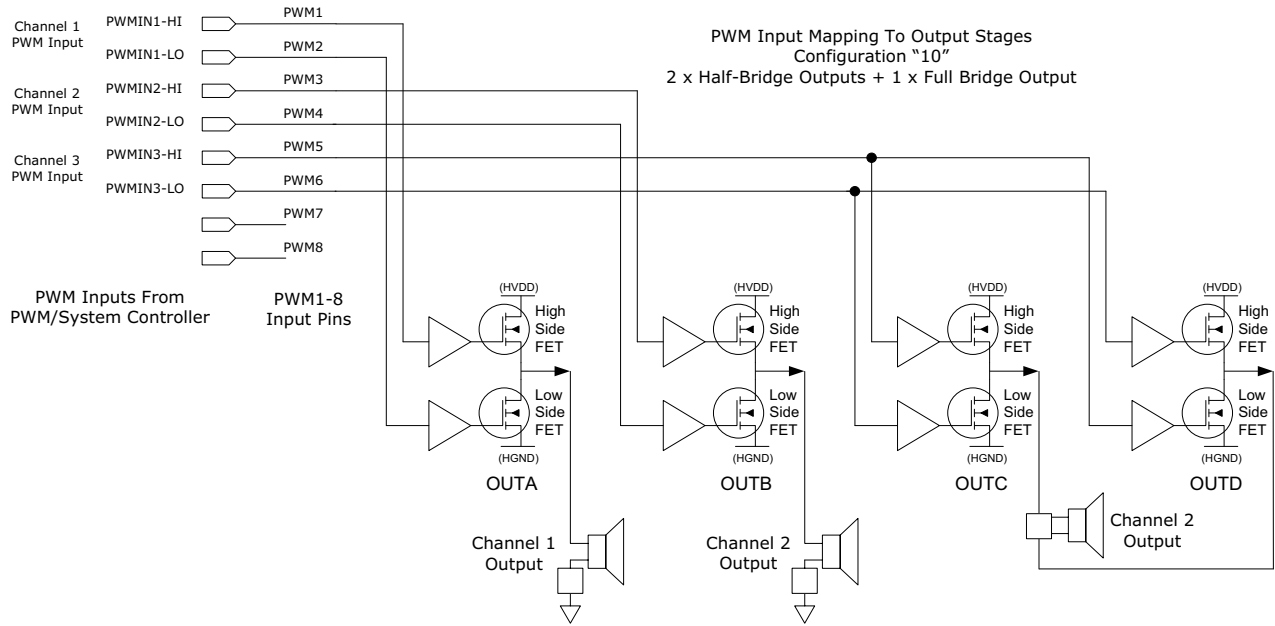 PWM Input Mapping To Output Stages
Configuration “10”
2 x Half-Bridge Outputs + 1 x Full Bridge Output
Channel 1
PWM Input
PWMIN1-HI
PWM1
PWMIN1-LO
PWM2
Channel 2
PWM Input
PWMIN2-HI
PWM3
PWMIN2-LO
PWM4
Channel 3
PWM Input
PWMIN3-HI
PWM5
PWMIN3-LO
PWM6
PWM7
PWM8
PWM Inputs From
PWM/System Controller
PWM1-8
Input Pins
(HVDD)
High
Side
FET
Low
Side
FET
(HGND)
OUTA
(HVDD)
High
Side
FET
Low
Side
FET
(HGND)
OUTB
(HVDD)
High
Side
FET
Low
Side
FET
(HGND)
OUTC
(HVDD)
High
Side
FET
Low
Side
FET
(HGND)
OUTD
Channel 1
Output
Channel 2
Output
Channel 2
Output